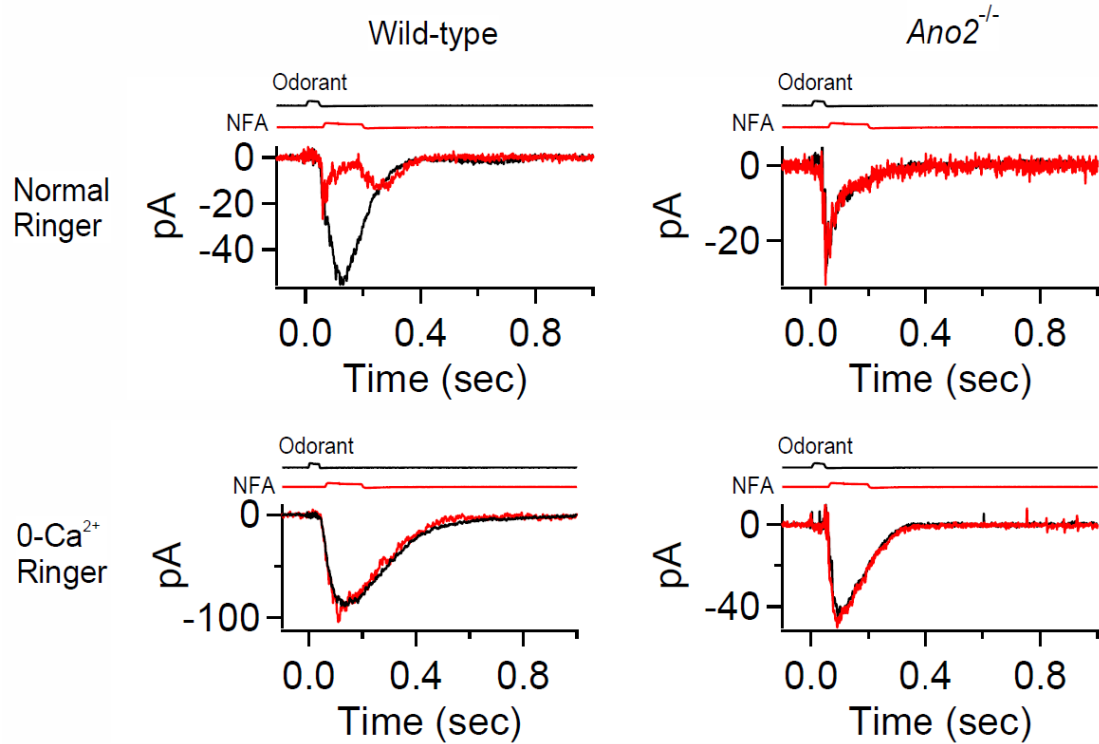 Wild-type
Ano2-/-
Normal
Ringer
Odorant
NFA
pA
0
-20
-40
0.0 0.4 0.8
Time (sec)
Odorant
NFA
pA
0
-20
0.0 0.4 0.8
Time (sec)
0-Ca2+
Ringer
Odorant
NFA
pA
0
-100
0.0 0.4 0.8
Time (sec)
Odorant
NFA
pA
0
-40
0.0 0.4 0.8
Time (sec)